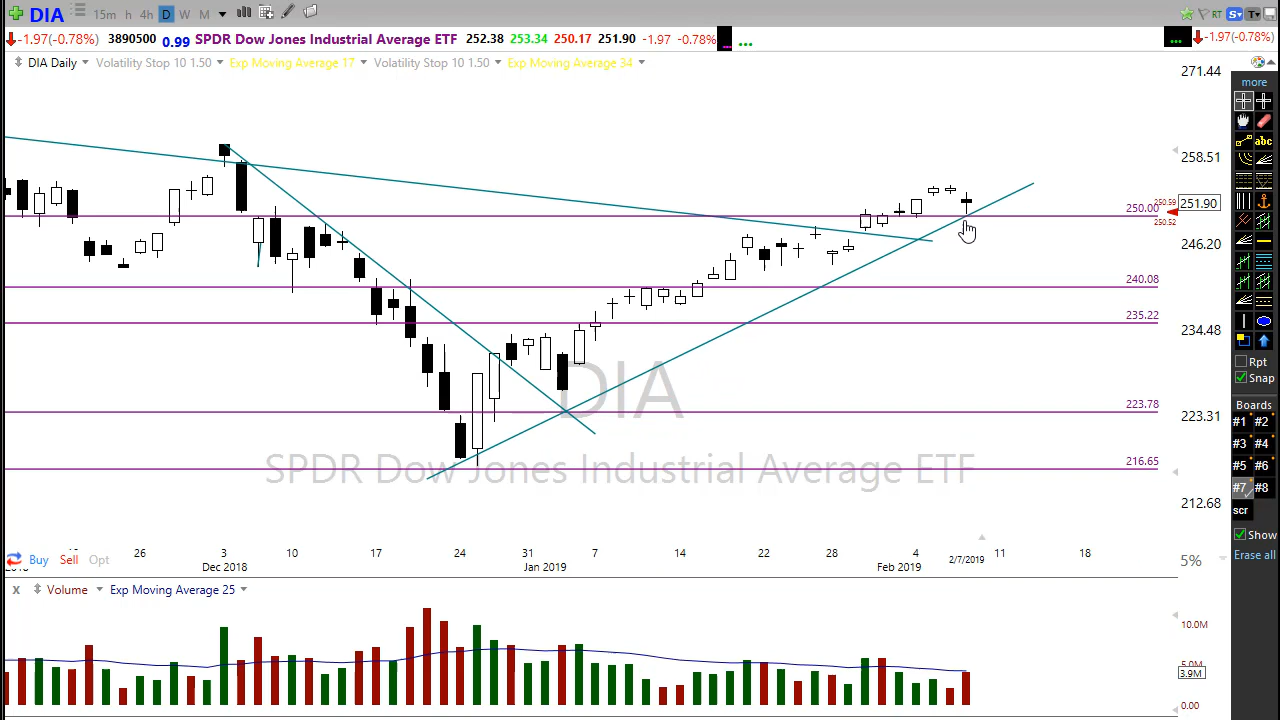 DIA 15m h 4h D W M RT S T
-1.97(-0.78%) 3890500 0.99 SPDR Dow Jones Industrial Average ETF 252.38 253.34 250.17 251.90 -1.97 -0.78% ... ... -1.97(-0.78%)
DIA Daily Volatility Stop 10 1.50 Exp Moving Average 17 Volatility Stop 10 1.50 Exp Moving Average 34
271.44
more
abc
258.51
250.00 250.59 251.90
250.52
246.20
240.08
235.22
234.48
Rpt
Snap
DIA
223.78
223.31
216.65
SPDR Dow Jones Industrial Average ETF
212.68
Boards
#1 #2
#3 #4
#5 #6
#7 #8
scr
Show
Erase all
26 3 10 17 24 31 7 14 22 28 4 11 18
Dec 2018 Jan 2019 Feb 2019 2/7/2019
Buy Sell Opt
5%
x Volume Exp Moving Average 25
10.0M
5.0M
3.9M
0.00